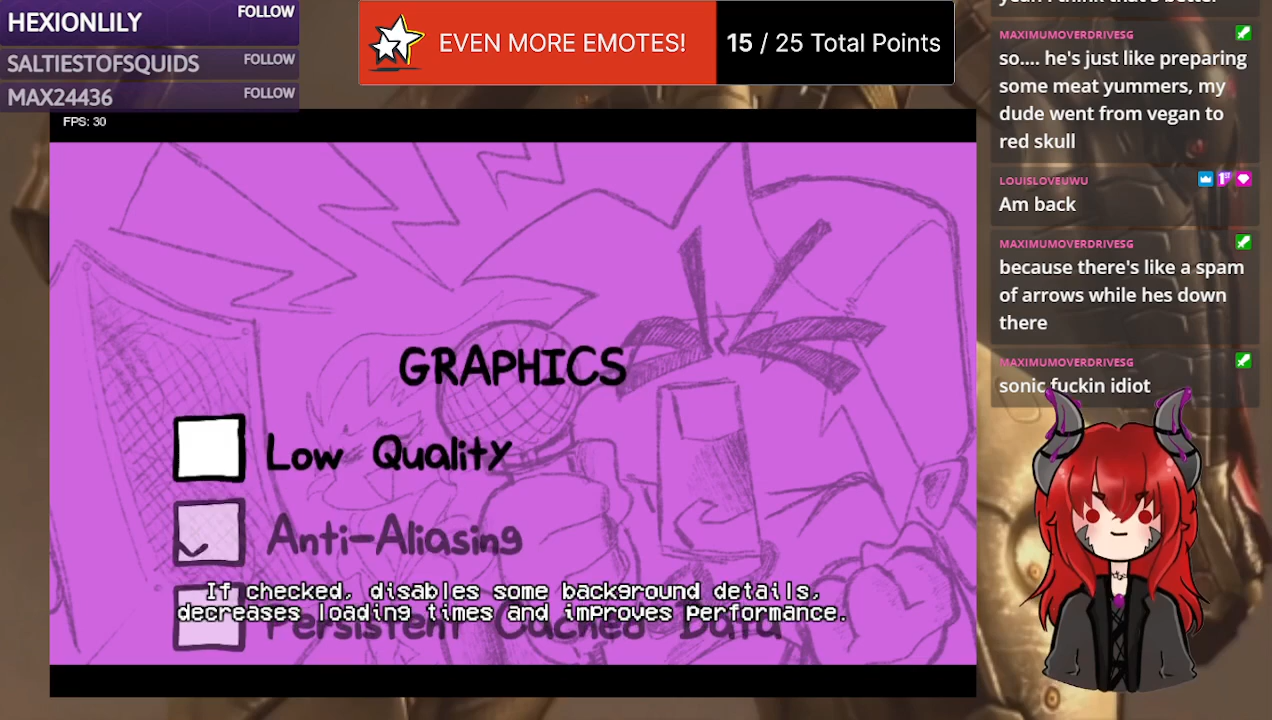 HEXIONLILY FOLLOW
SALTIESTOFSQUIDS FOLLOW
MAX24436 FOLLOW
EVEN MORE EMOTES! 15 / 25 Total Points
FPS: 30
GRAPHICS
Low Quality
Anti-Aliasing
Persistent Cached Data
If checked, disables some background details,
decreases loading times and improves performance.
MAXIMUMOVERDRIVESG
so.... he's just like preparing
some meat yummers, my
dude went from vegan to
red skull
LOUISLOVEUWU
Am back
MAXIMUMOVERDRIVESG
because there's like a spam
of arrows while hes down
there
MAXIMUMOVERDRIVESG
sonic fuckin idiot